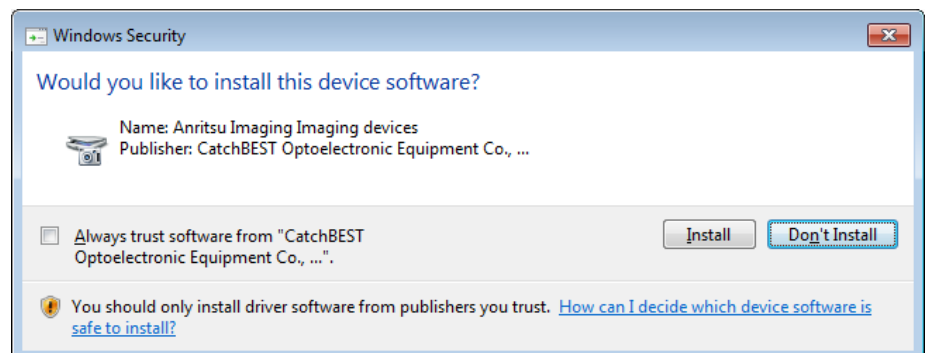 Windows Security
Would you like to install this device software?
Name: Anritsu Imaging Imaging devices
Publisher: CatchBEST Optoelectronic Equipment Co., ...
Always trust software from "CatchBEST
Optoelectronic Equipment Co., ...".
Install
Don't Install
You should only install driver software from publishers you trust. How can I decide which device software is
safe to install?